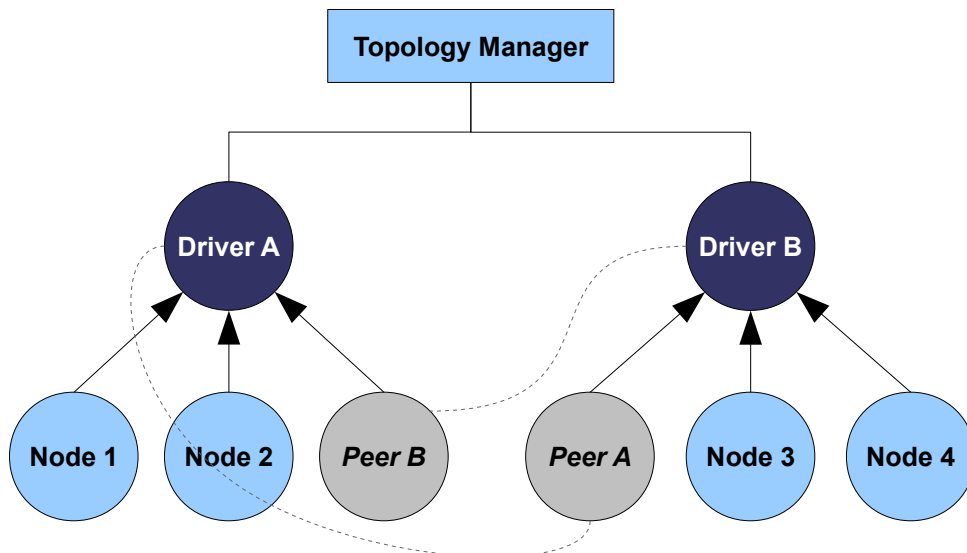 Topology Manager
Driver A
Driver B
Node 1
Node 2
Peer B
Peer A
Node 3
Node 4